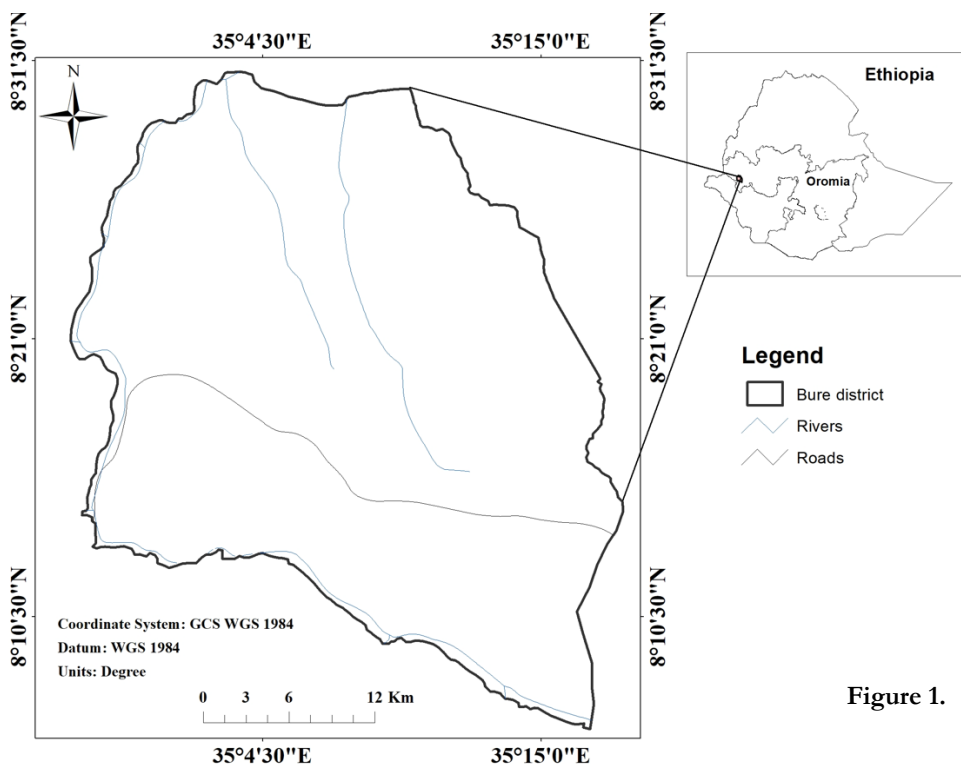 35°4'30"E 35°15'0"E
8°31'30"N 8°31'30"N
N
Ethiopia
Oromia
8°21'0"N 8°21'0"N
Legend
Bure district
Rivers
Roads
8°10'30"N 8°10'30"N
Coordinate System: GCS WGS 1984
Datum: WGS 1984
Units: Degree
0 3 6 12 Km
Figure 1.
35°4'30"E 35°15'0"E